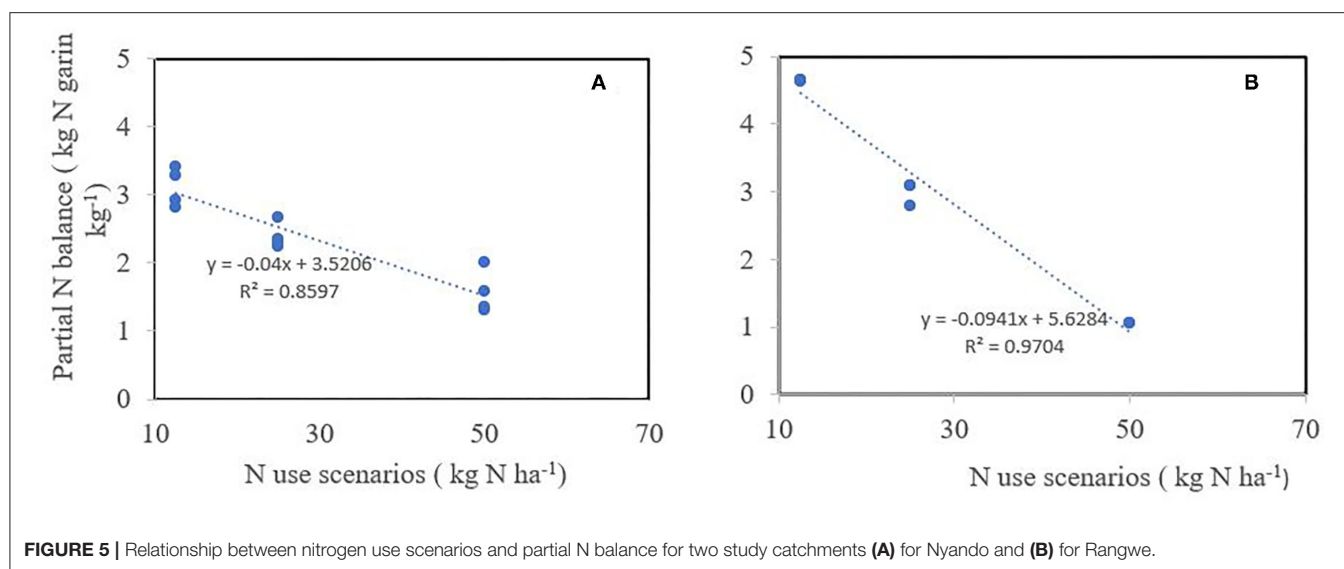 Partial N balance ( kg N garin
kg-1)
5
4
3
2
1
0
A
y = -0.04x + 3.5206
R² = 0.8597
10 30 50 70
N use scenarios ( kg N ha-1)
5
4
3
2
1
0
B
y = -0.0941x + 5.6284
R² = 0.9704
10 30 50 70
N use scenarios ( kg N ha-1)
FIGURE 5 | Relationship between nitrogen use scenarios and partial N balance for two study catchments (A) for Nyando and (B) for Rangwe.